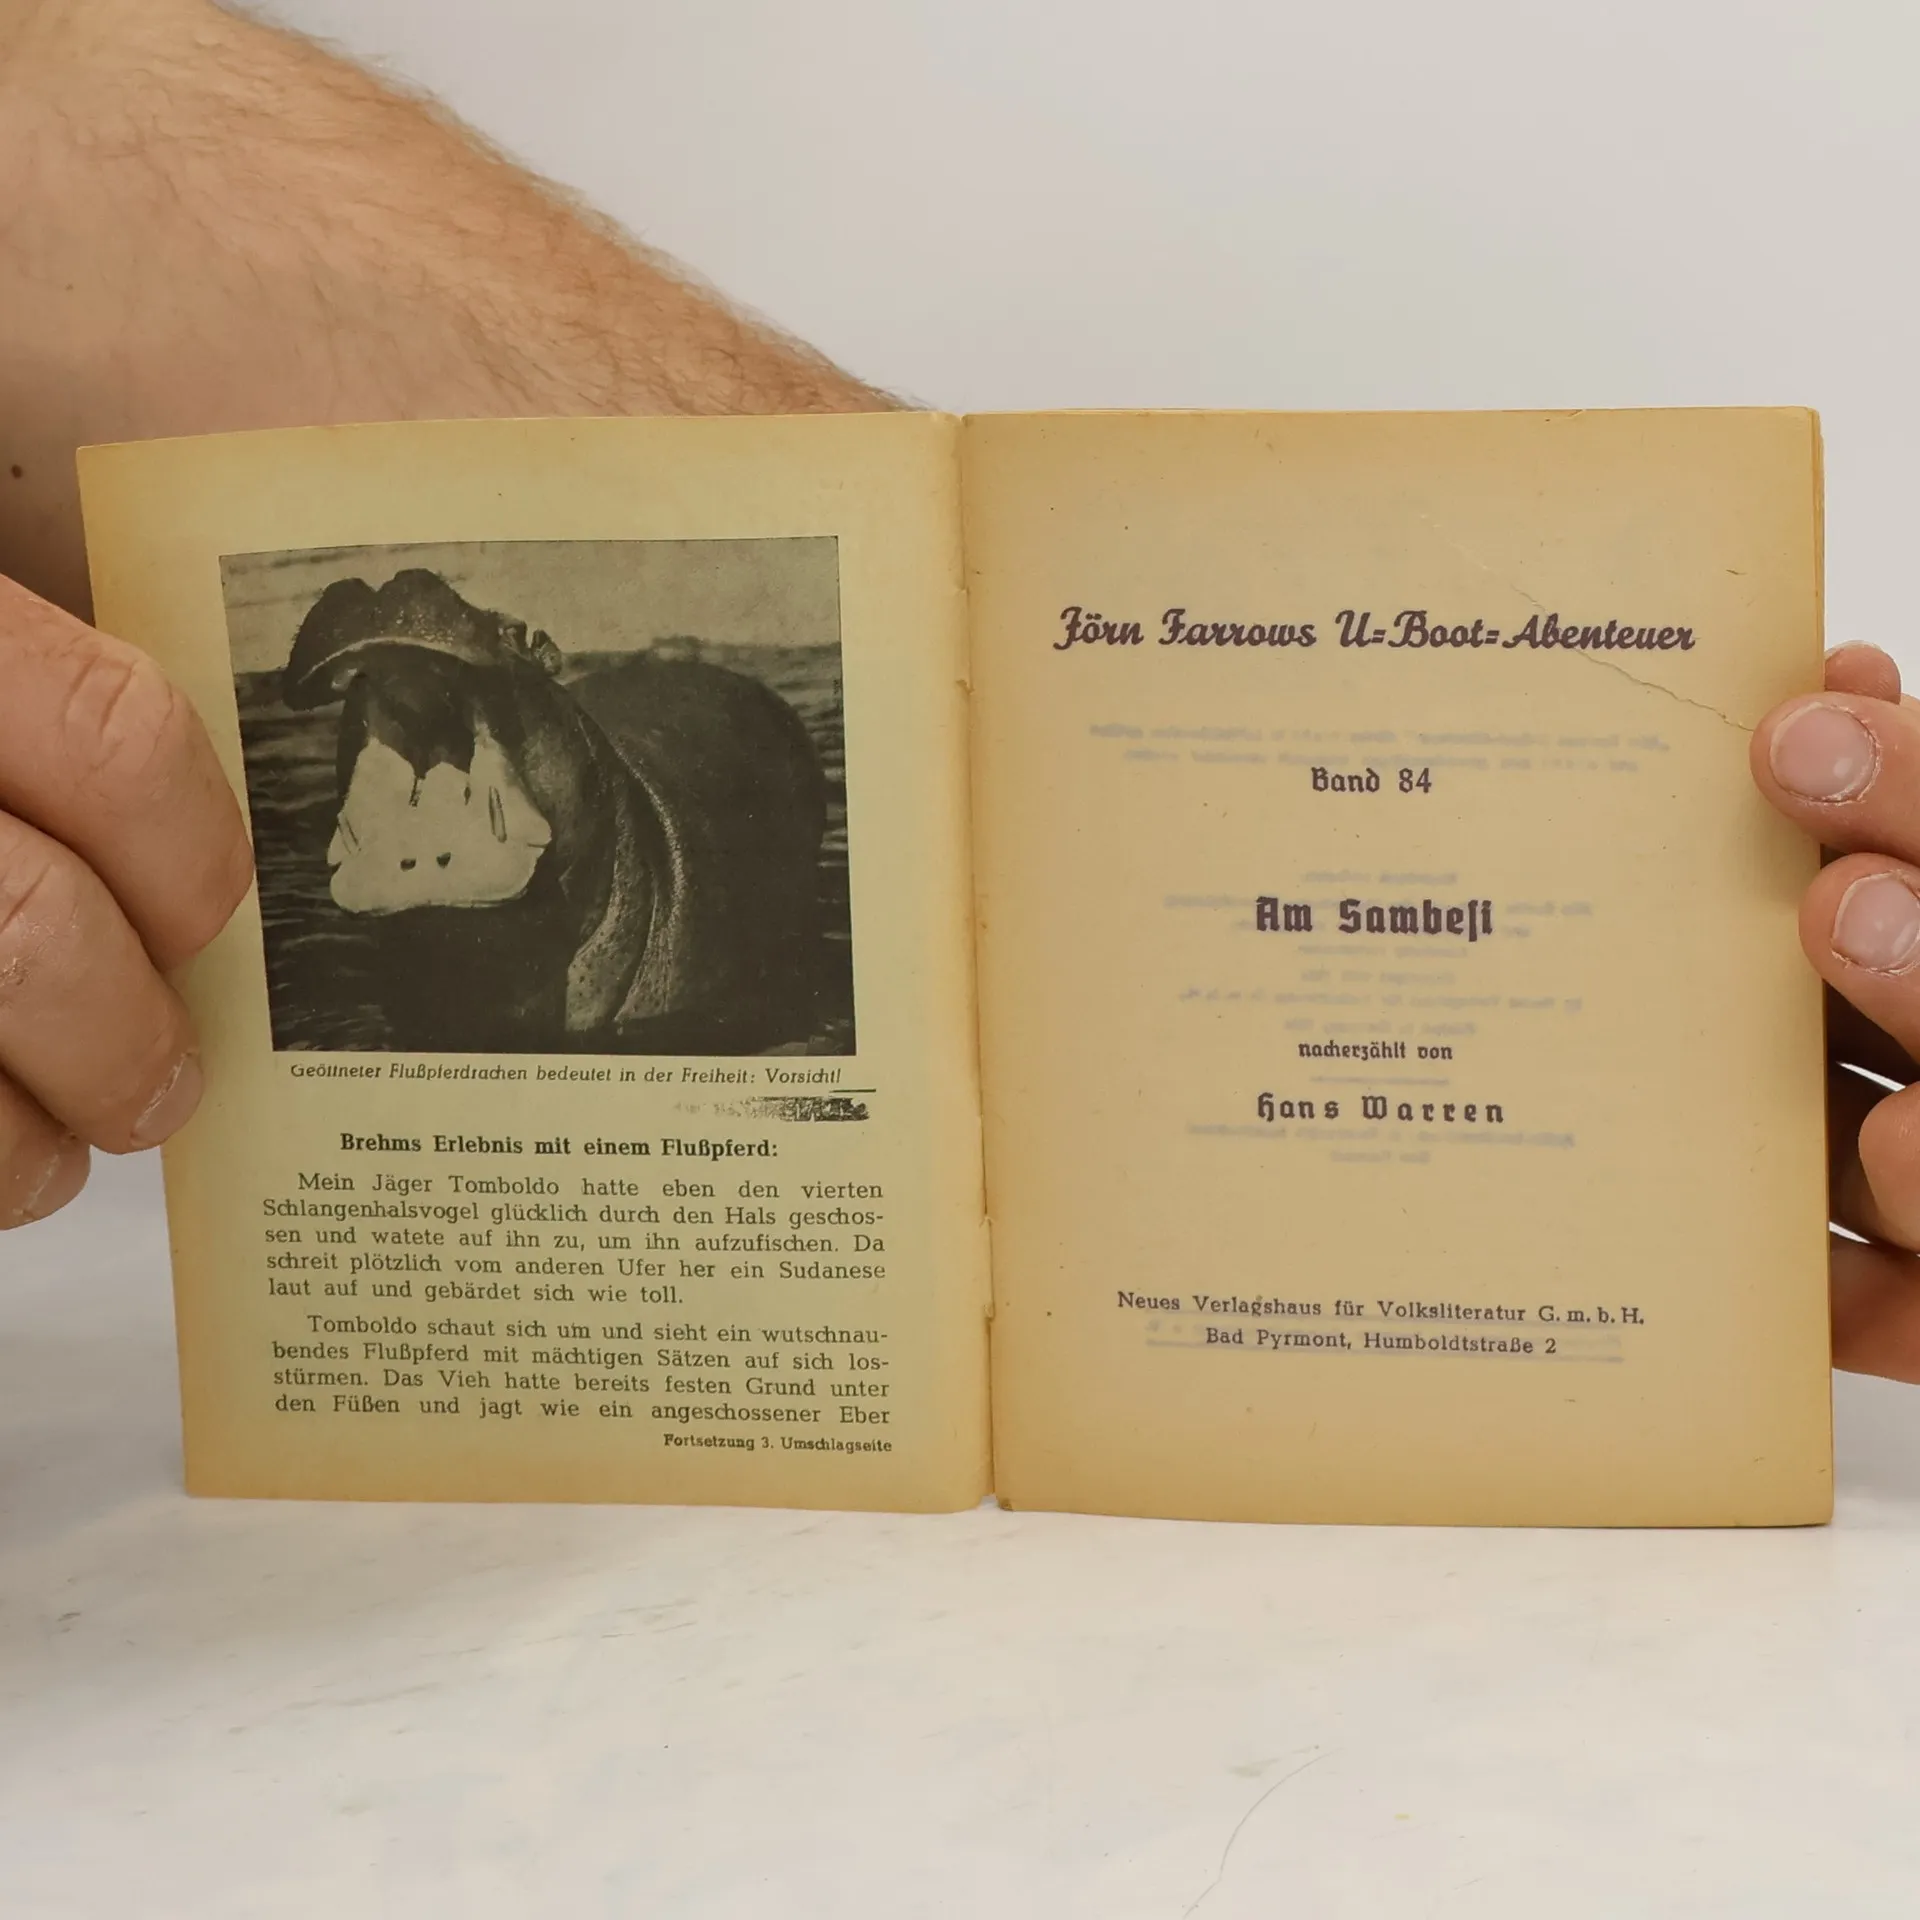 Geöffneter Flußpferdrachen bedeutet in der Freiheit: Vorsicht!
Brehms Erlebnis mit einem Flußpferd:
Mein Jäger Tomboldo hatte eben den vierten
Schlangenhalsvogel glücklich durch den Hals geschos-
sen und watete auf ihn zu, um ihn aufzufischen. Da
schreit plötzlich vom anderen Ufer her ein Sudanese
laut auf und gebärdet sich wie toll.
Tomboldo schaut sich um und sieht ein wutschnau-
bendes Flußpferd mit mächtigen Sätzen auf sich los-
stürmen. Das Vieh hatte bereits festen Grund unter
den Füßen und jagt wie ein angeschossener Eber
Fortsetzung 3. Umschlagseite
Jörn Farrows U=Boot=Abenteuer
Band 84
Am Sambesi
nacherzählt von
Hans Warren
Neues Verlagshaus für Volksliteratur G. m. b. H.
Bad Pyrmont, Humboldtstraße 2